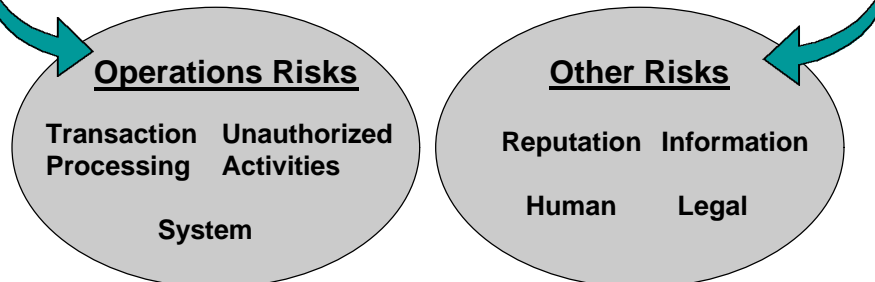 Operations Risks
Transaction Unauthorized
Processing Activities
System
Other Risks
Reputation Information
Human Legal